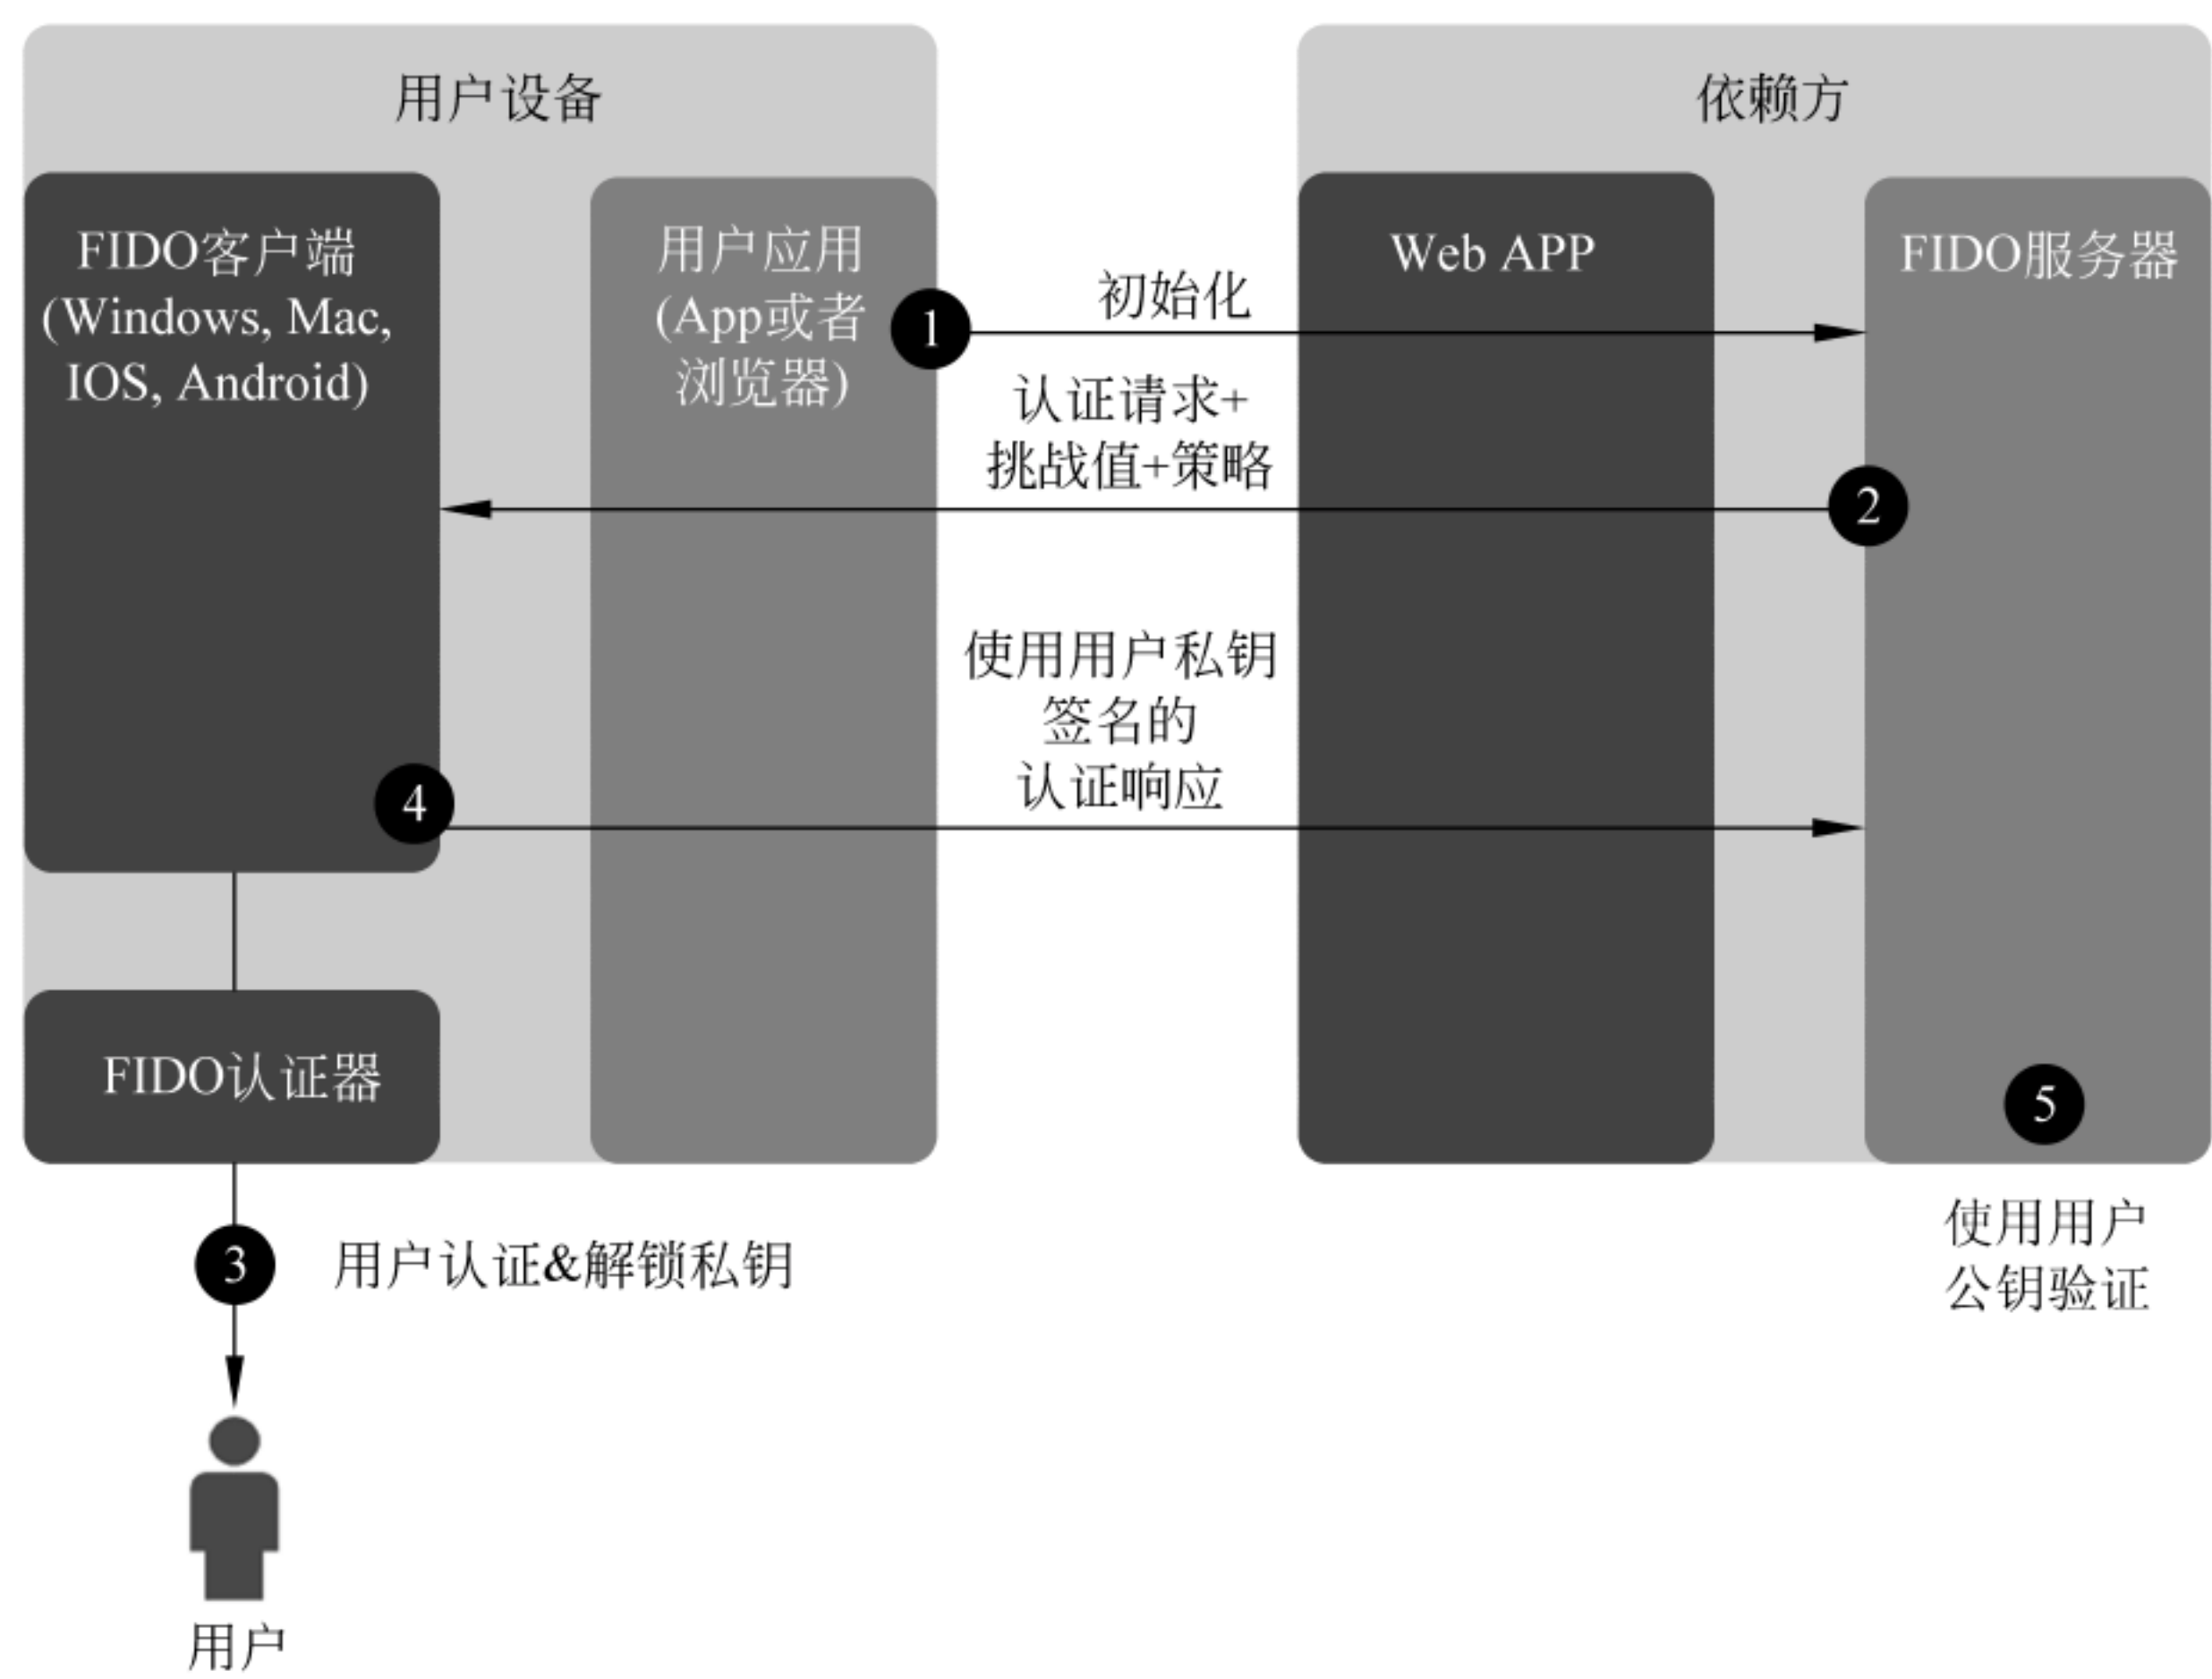 用户设备
依赖方
FIDO客户端
(Windows, Mac,
IOS, Android)
用户应用
(App或者
浏览器)
Web APP
FIDO服务器
1
初始化
认证请求+
挑战值+策略
2
使用用户私钥
签名的
认证响应
4
FIDO认证器
5
使用用户
公钥验证
3
用户认证&解锁私钥
用户